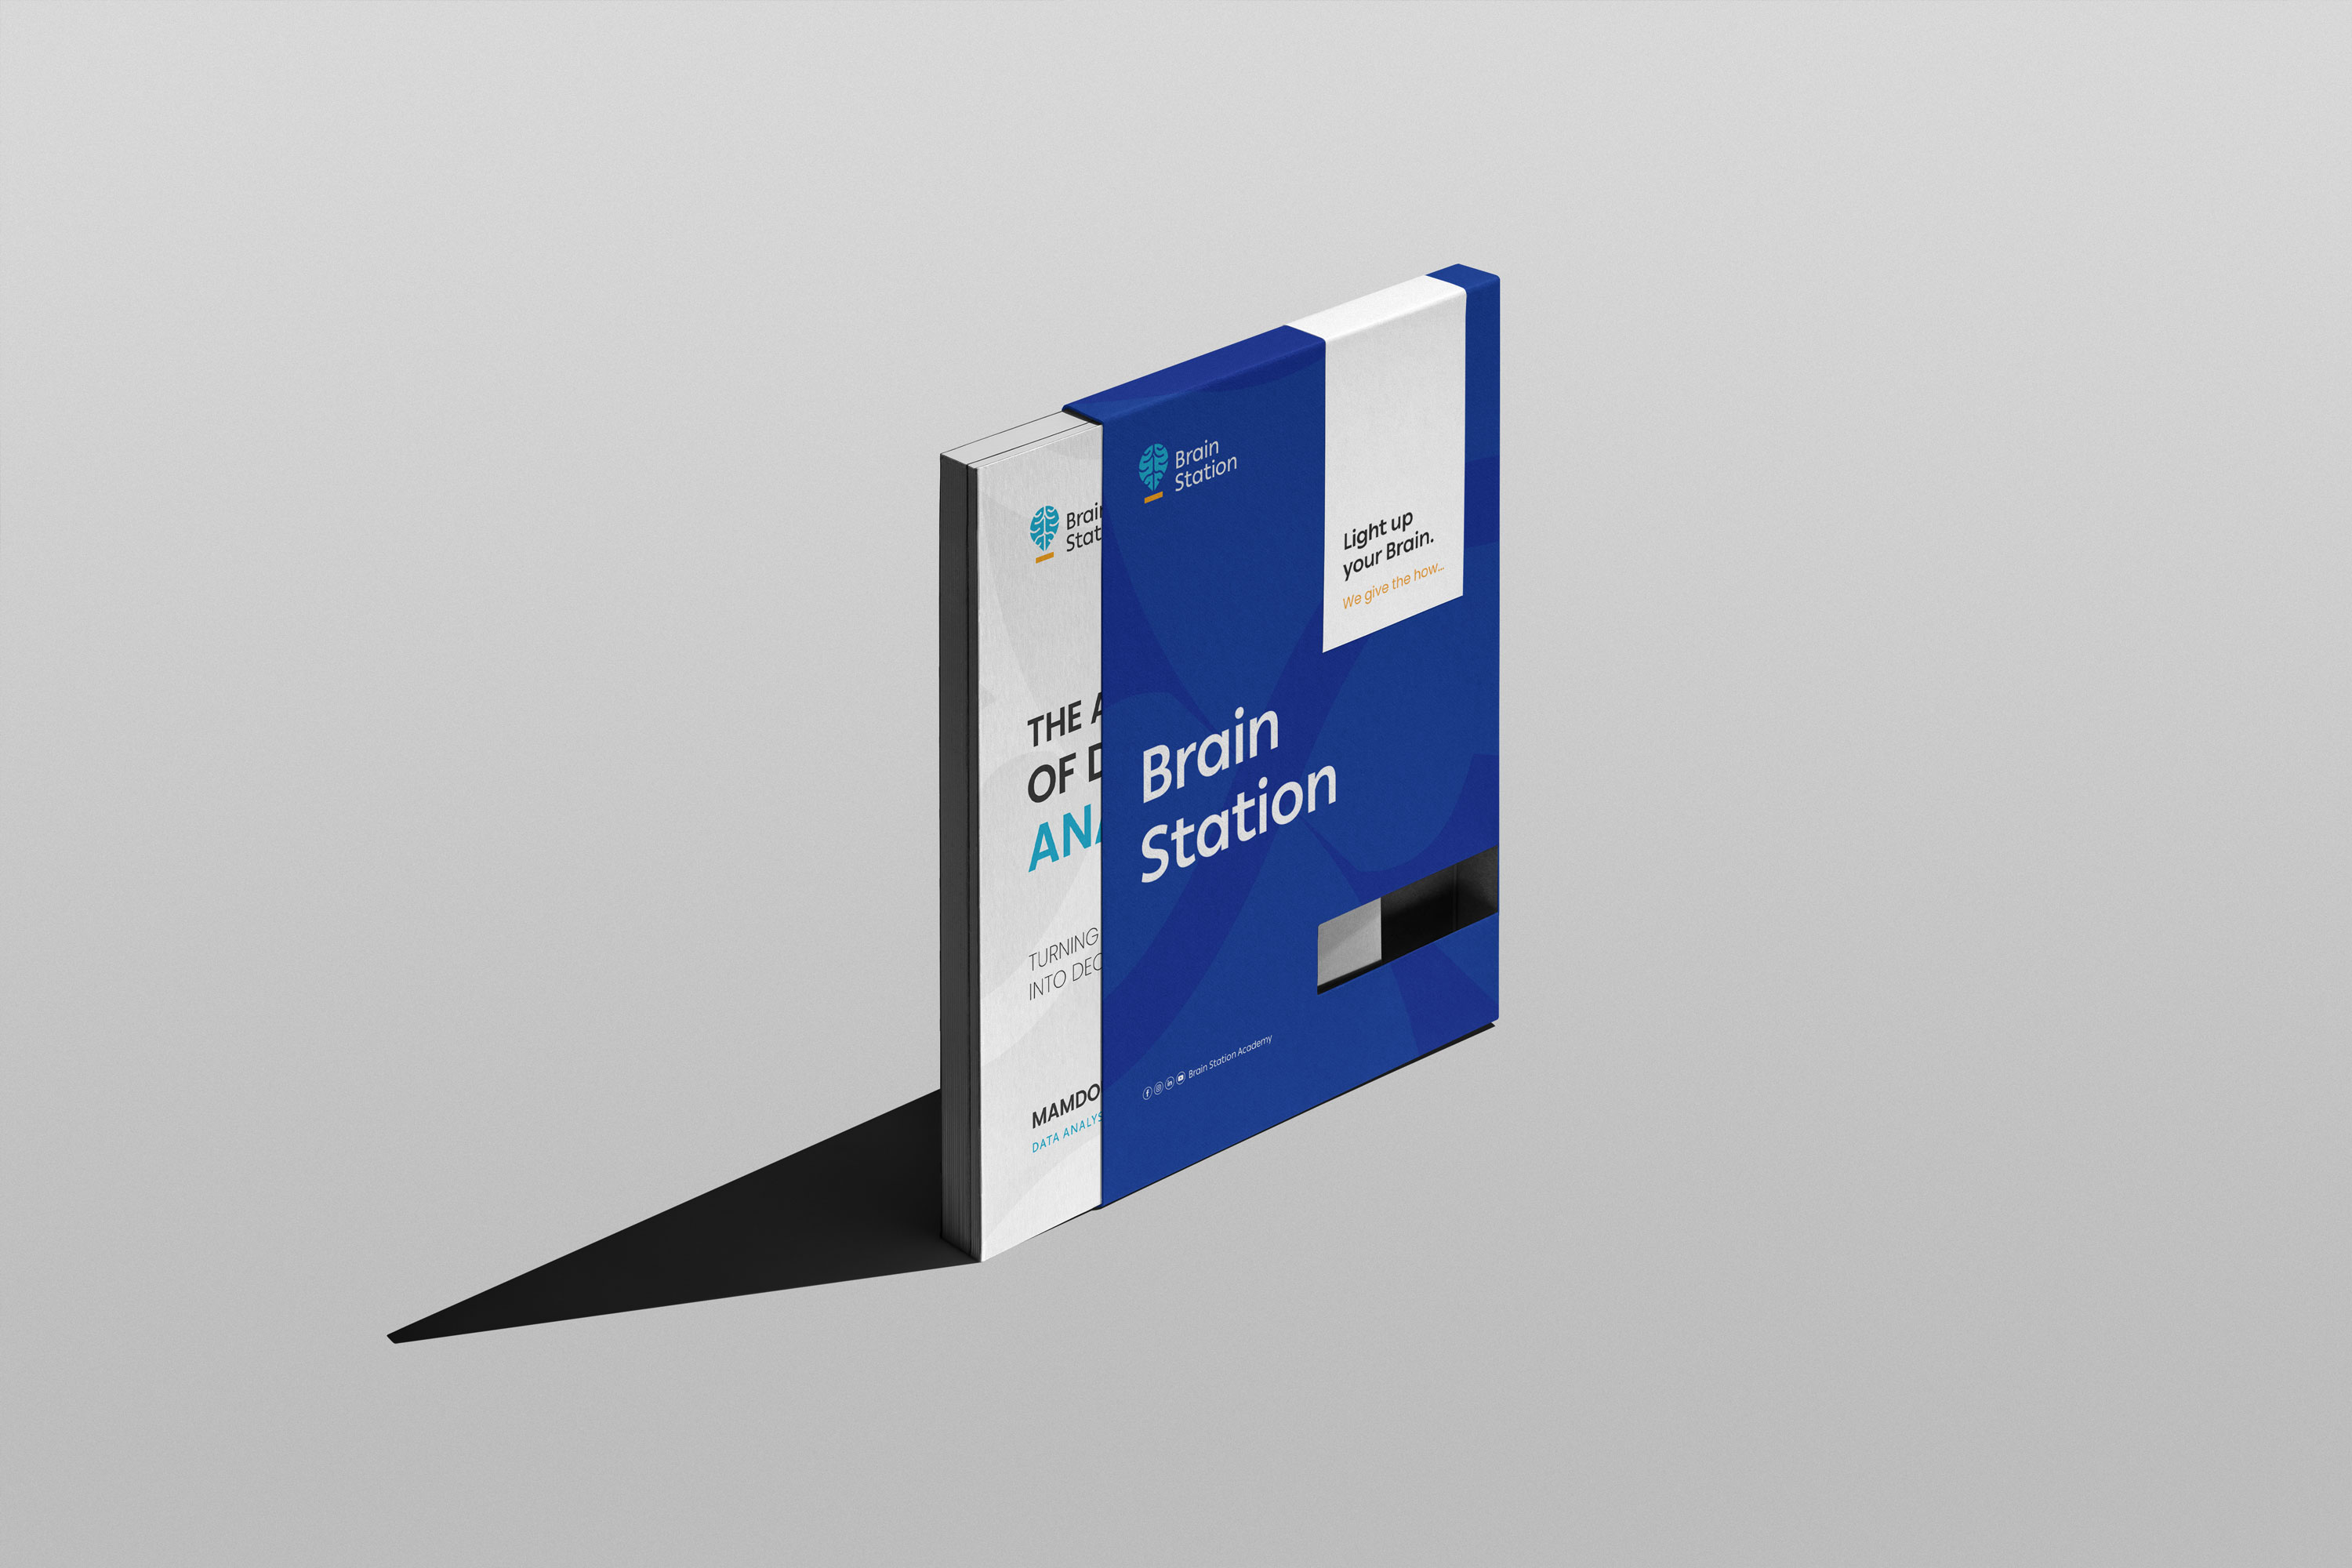 Brain
Station
Light up
your Brain.
We give the how...
Brain
Station
Brain Station Academy
Brai
Stat
THE A
OF D
ANA
TURNING
INTO DEC
MAMDO
DATA ANALYS